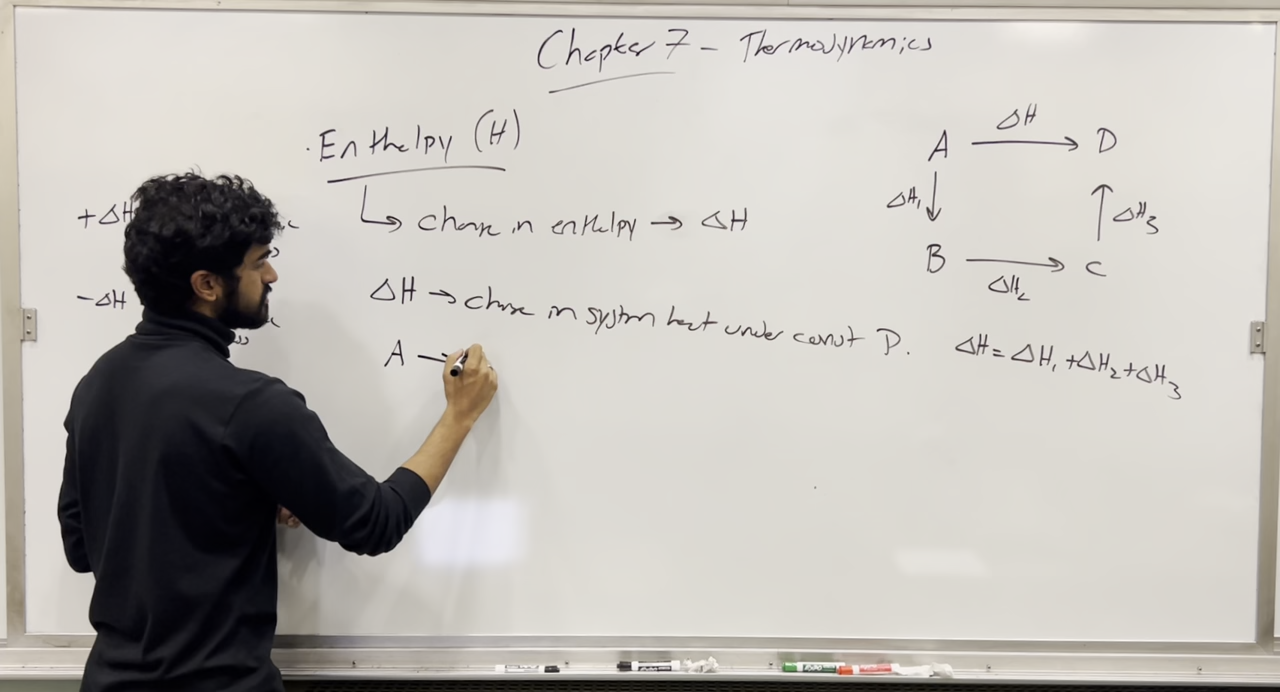 Chapter 7 - Thermodynamics
· Enthalpy (H)
↳ change in enthalpy → ΔH
+ΔH
-ΔH
ΔH → change in system heat under const P.
A →
A → D
ΔH
ΔH₁
ΔH₃
B → C
ΔH₂
ΔH = ΔH₁ + ΔH₂ + ΔH₃